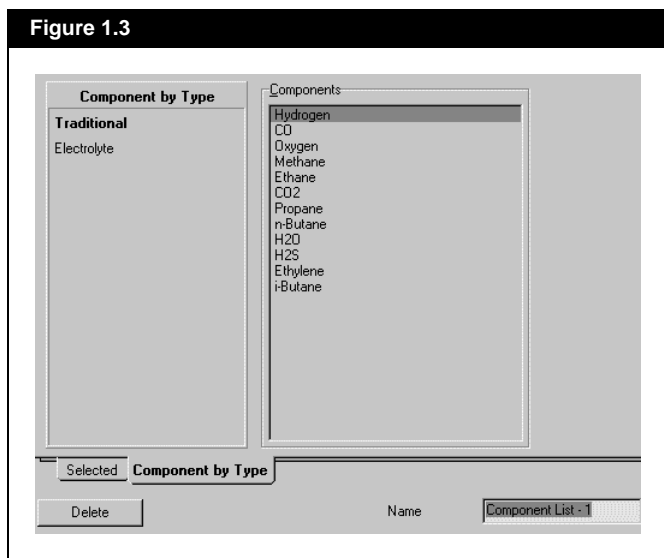 Figure 1.3
Component by Type
Traditional
Electrolyte
Components
Hydrogen
CO
Oxygen
Methane
Ethane
CO2
Propane
n-Butane
H2O
H2S
Ethylene
i-Butane
Selected
Component by Type
Delete
Name
Component List - 1